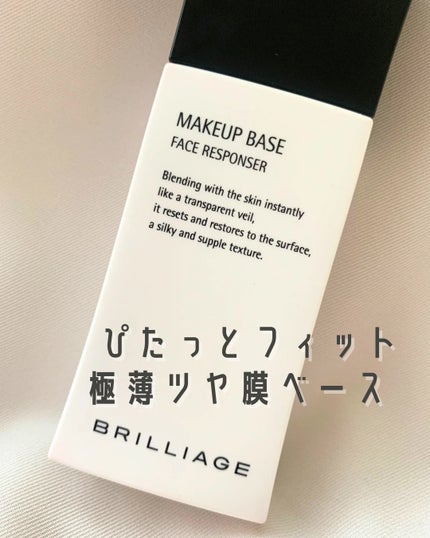 MAKEUP BASE
FACE RESPONSER
Blending with the skin instantly
like a transparent veil,
it resets and restores to the surface,
a silky and supple texture.
ぴたっとフィット
極薄ツヤ膜ベース
BRILLIAGE